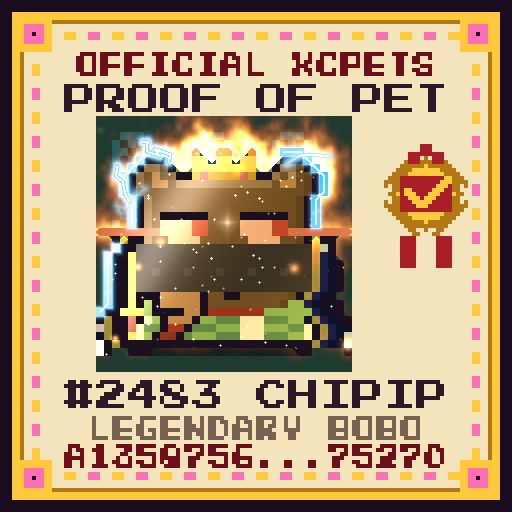 OFFICIAL XCPETS
PROOF OF PET
#2483 CHIPIP
LEGENDARY BOBO
A1350756...75270